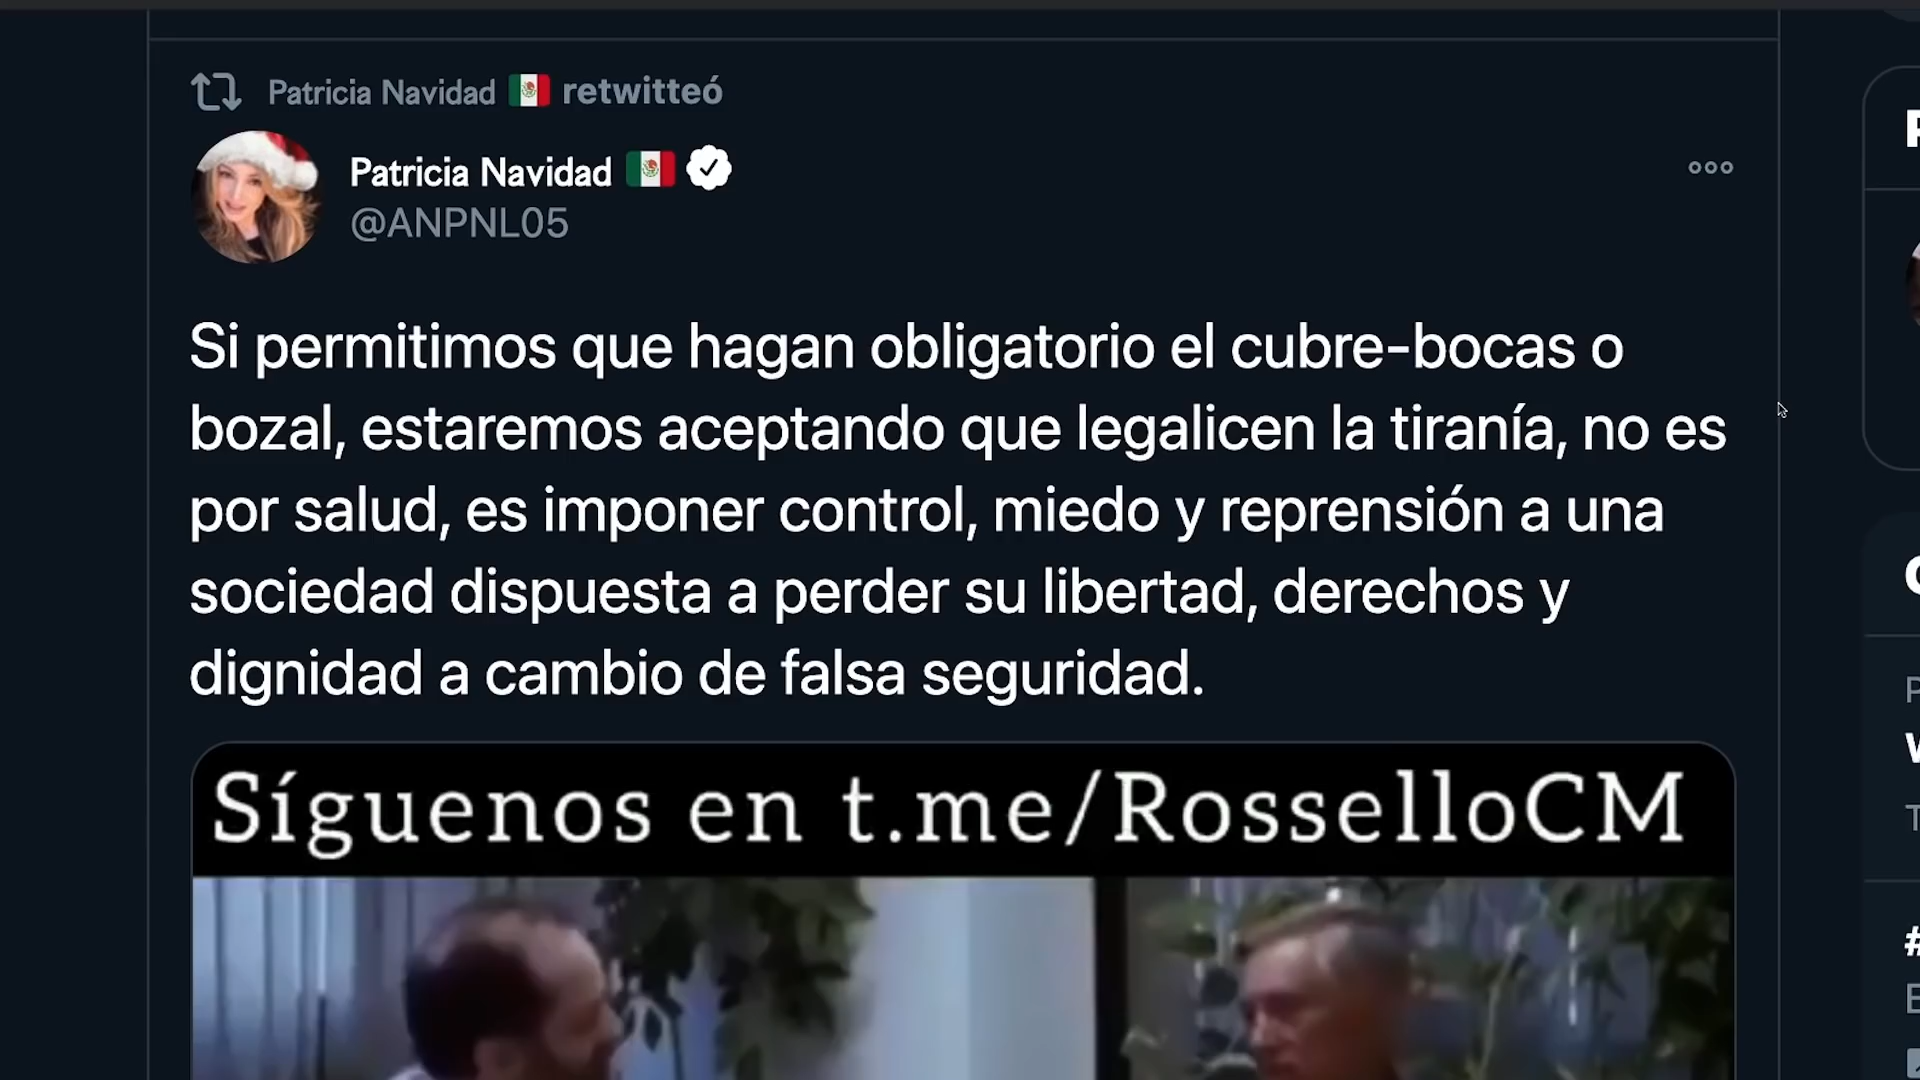 Patricia Navidad 🇲🇽 retwitteó
Patricia Navidad 🇲🇽
@ANPNL05
Si permitimos que hagan obligatorio el cubre-bocas o
bozal, estaremos aceptando que legalicen la tiranía, no es
por salud, es imponer control, miedo y reprensión a una
sociedad dispuesta a perder su libertad, derechos y
dignidad a cambio de falsa seguridad.
Síguenos en t.me/RosselloCM